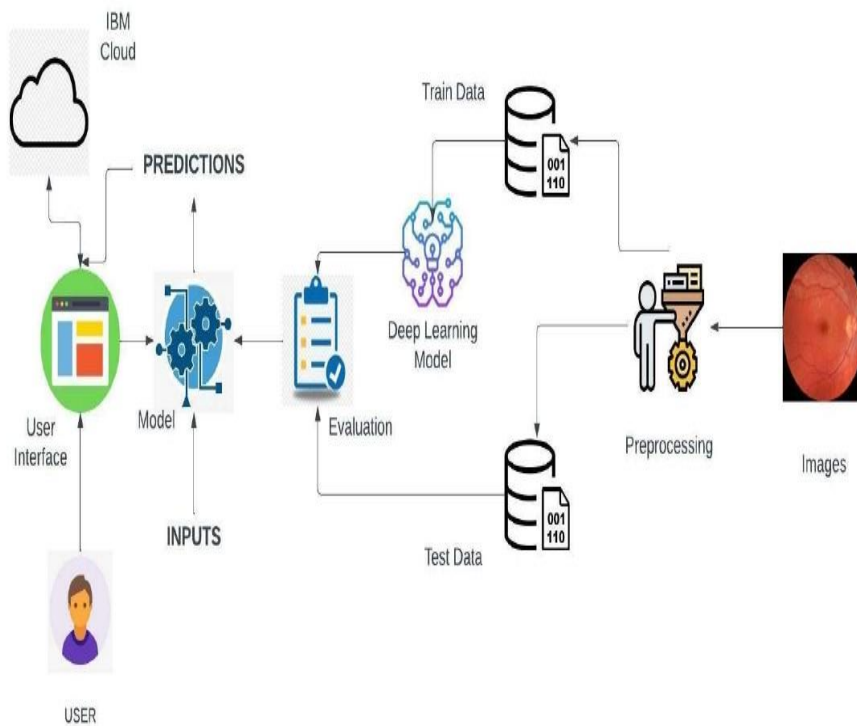 IBM
Cloud
Train Data
001
110
PREDICTIONS
Deep Learning
Model
User
Interface
Model
Evaluation
Preprocessing
Images
INPUTS
001
110
Test Data
USER